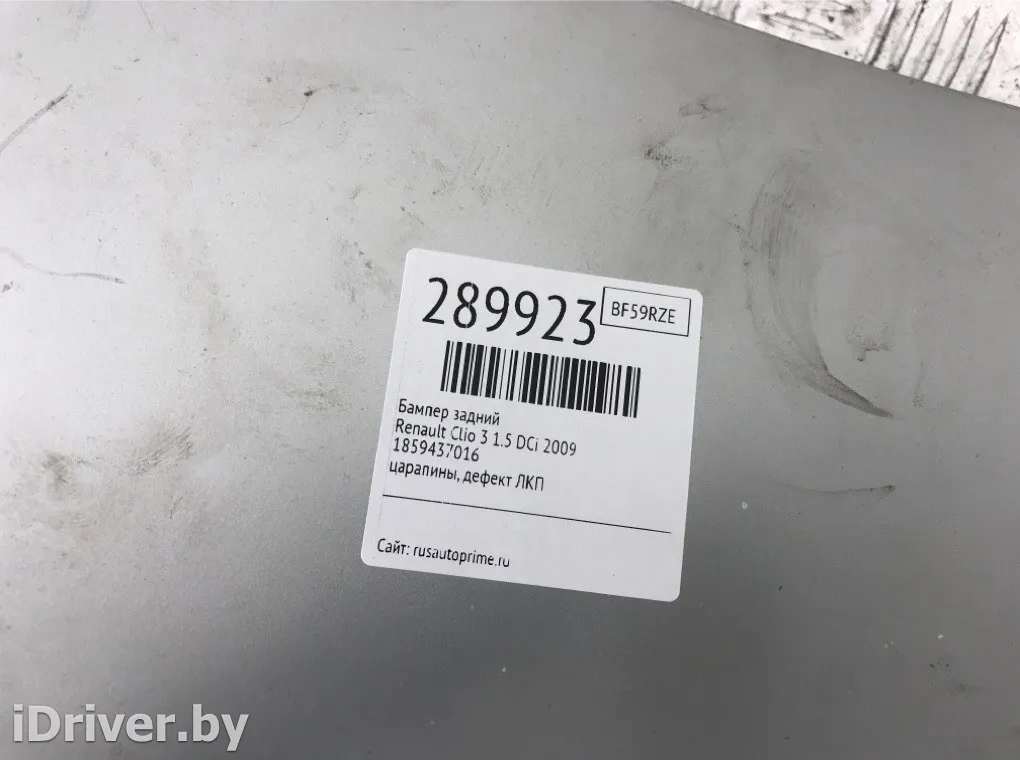 289923
BF59RZE
Бампер задний
Renault Clio 3 1.5 DCi 2009
1859437016
царапины, дефект ЛКП
Сайт: rusautoprime.ru
iDriver.by